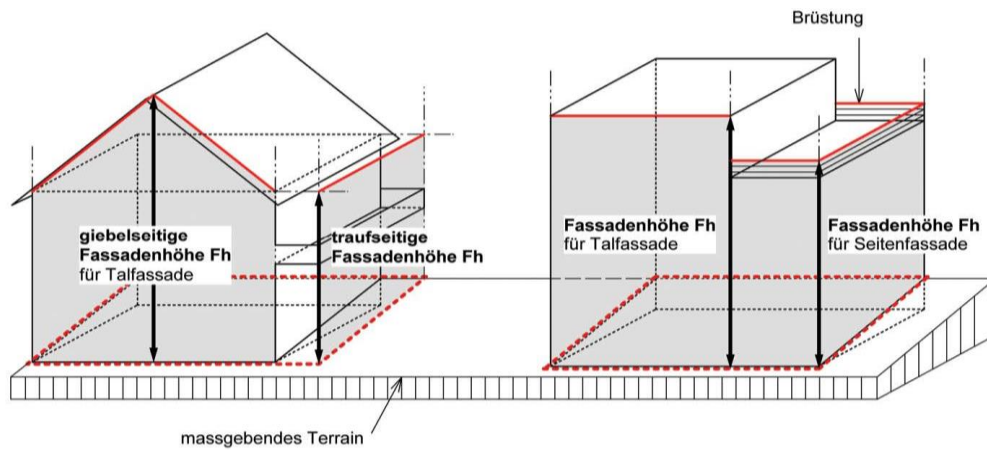 Brüstung
giebelseitige
Fassadenhöhe Fh
für Talfassade
traufseitige
Fassadenhöhe Fh
Fassadenhöhe Fh
für Talfassade
Fassadenhöhe Fh
für Seitenfassade
massgebendes Terrain